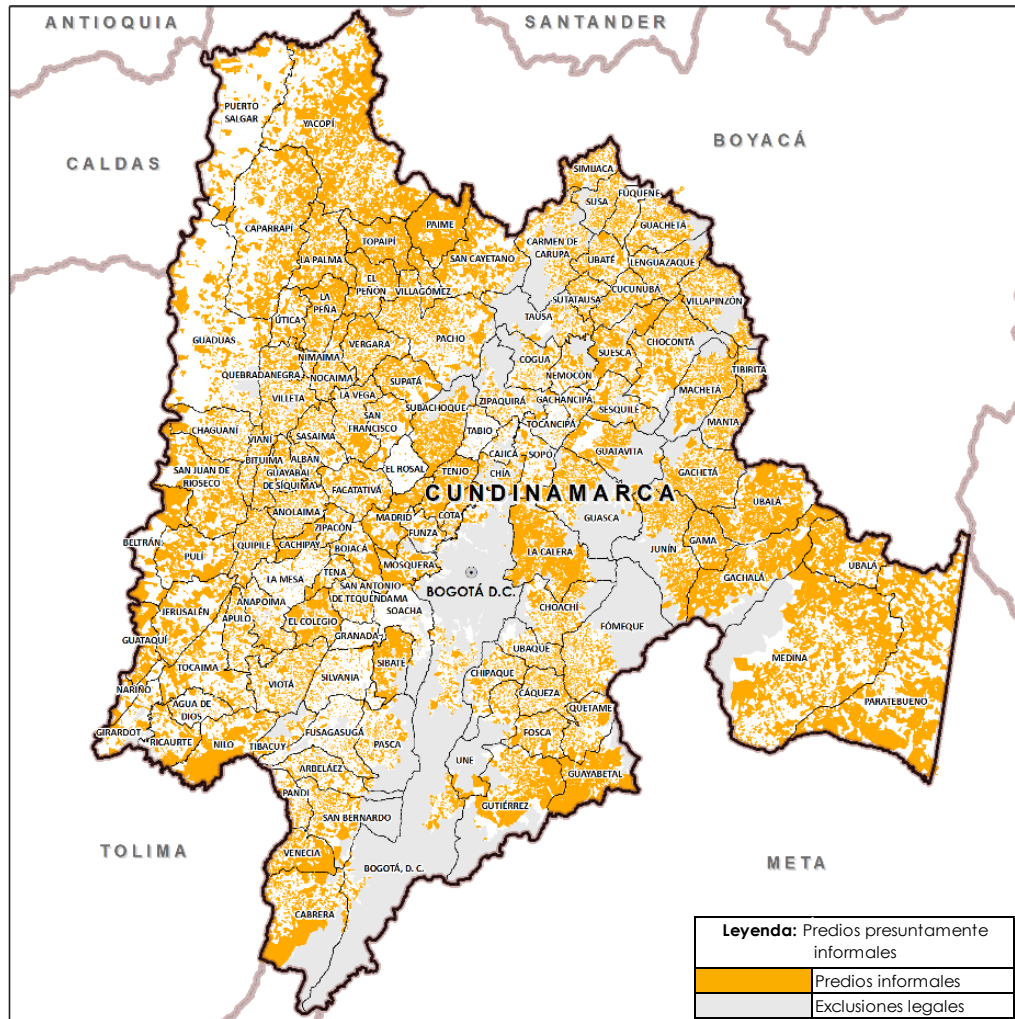 ANTIOQUIA
SANTANDER
PUERTO
SALGAR
YACOPÍ
BOYACÁ
CALDAS
SIMIJACA
FÚQUENE
SUSA
GUACHETÁ
CAPARRAPÍ
PAIME
TOPAIPÍ
CARMEN DE
CARUPA
LA PALMA
SAN CAYETANO
UBATÉ
LENGUAZAQUE
EL
PEÑON
VILLAGÓMEZ
CUCUNUBÁ
LA
PEÑA
SUTATAUSA
VILLAPINZÓN
ÚTICA
TAUSA
GUADUAS
VERGARA
PACHO
CHOCONTÁ
NIMAIMA
COGUA
SUESCA
TIBIRITA
QUEBRADANEGRA
NOCAIMA
SUPATÁ
NEMOCÓN
MACHETÁ
VILLETA
LA VEGA
SUBACHOQUE
ZIPAQUIRÁ
GACHANCIPÁ
SESQUILÉ
SAN
FRANCISCO
MANTA
CHAGUANÍ
VIANÍ
SASAIMA
TABIO
TOCANCIPÁ
GUATAVITA
BITUIMA
ALBÁN
CAJICÁ
SOPÓ
SAN JUAN DE
RIOSECO
GUAYABAL
DE SÍQUIMA
EL ROSAL
TENJO
CHÍA
GACHETÁ
FACATATIVÁ
CUNDINAMARCA
UBALÁ
ANOLAIMA
MADRID
COTA
GUASCA
BELTRÁN
ZIPACÓN
FUNZA
PULÍ
QUIPILE
CACHIPAY
BOJACÁ
LA CALERA
JUNÍN
GAMA
MOSQUERA
UBALÁ
LA MESA
TENA
GACHALÁ
BOGOTÁ D.C.
SAN ANTONIO
DE TEQUENDAMA
JERUSALÉN
ANAPOIMA
SOACHA
CHOACHÍ
APULO
EL COLEGIO
FÓMEQUE
GUATAQUÍ
GRANADA
UBAQUE
MEDINA
TOCAIMA
SIBATÉ
CHIPAQUE
VIOTÁ
SILVANIA
NARIÑO
CÁQUEZA
PARATEBUENO
AGUA DE
DIOS
QUETAME
GIRARDOT
FUSAGASUGÁ
FOSCA
RICAURTE
NILO
TIBACUY
PASCA
UNE
ARBELÁEZ
GUAYABETAL
PANDI
GUTIÉRREZ
SAN BERNARDO
TOLIMA
VENECIA
META
BOGOTÁ, D. C.
CABRERA
Leyenda: Predios presuntamente
informales
Predios informales
Exclusiones legales